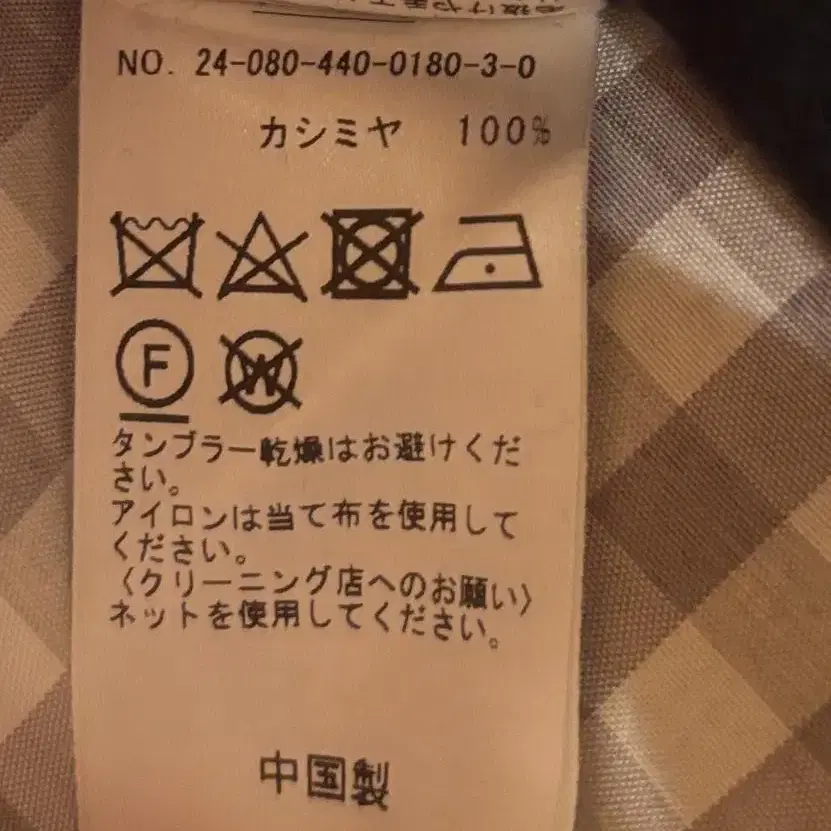 NO. 24-080-440-0180-3-0
カシミヤ 100%
F W
タンブラー乾燥はお避けくだ
さい。
アイロンは当て布を使用して
ください。
〈クリーニング店へのお願い〉
ネットを使用してください。
中国製